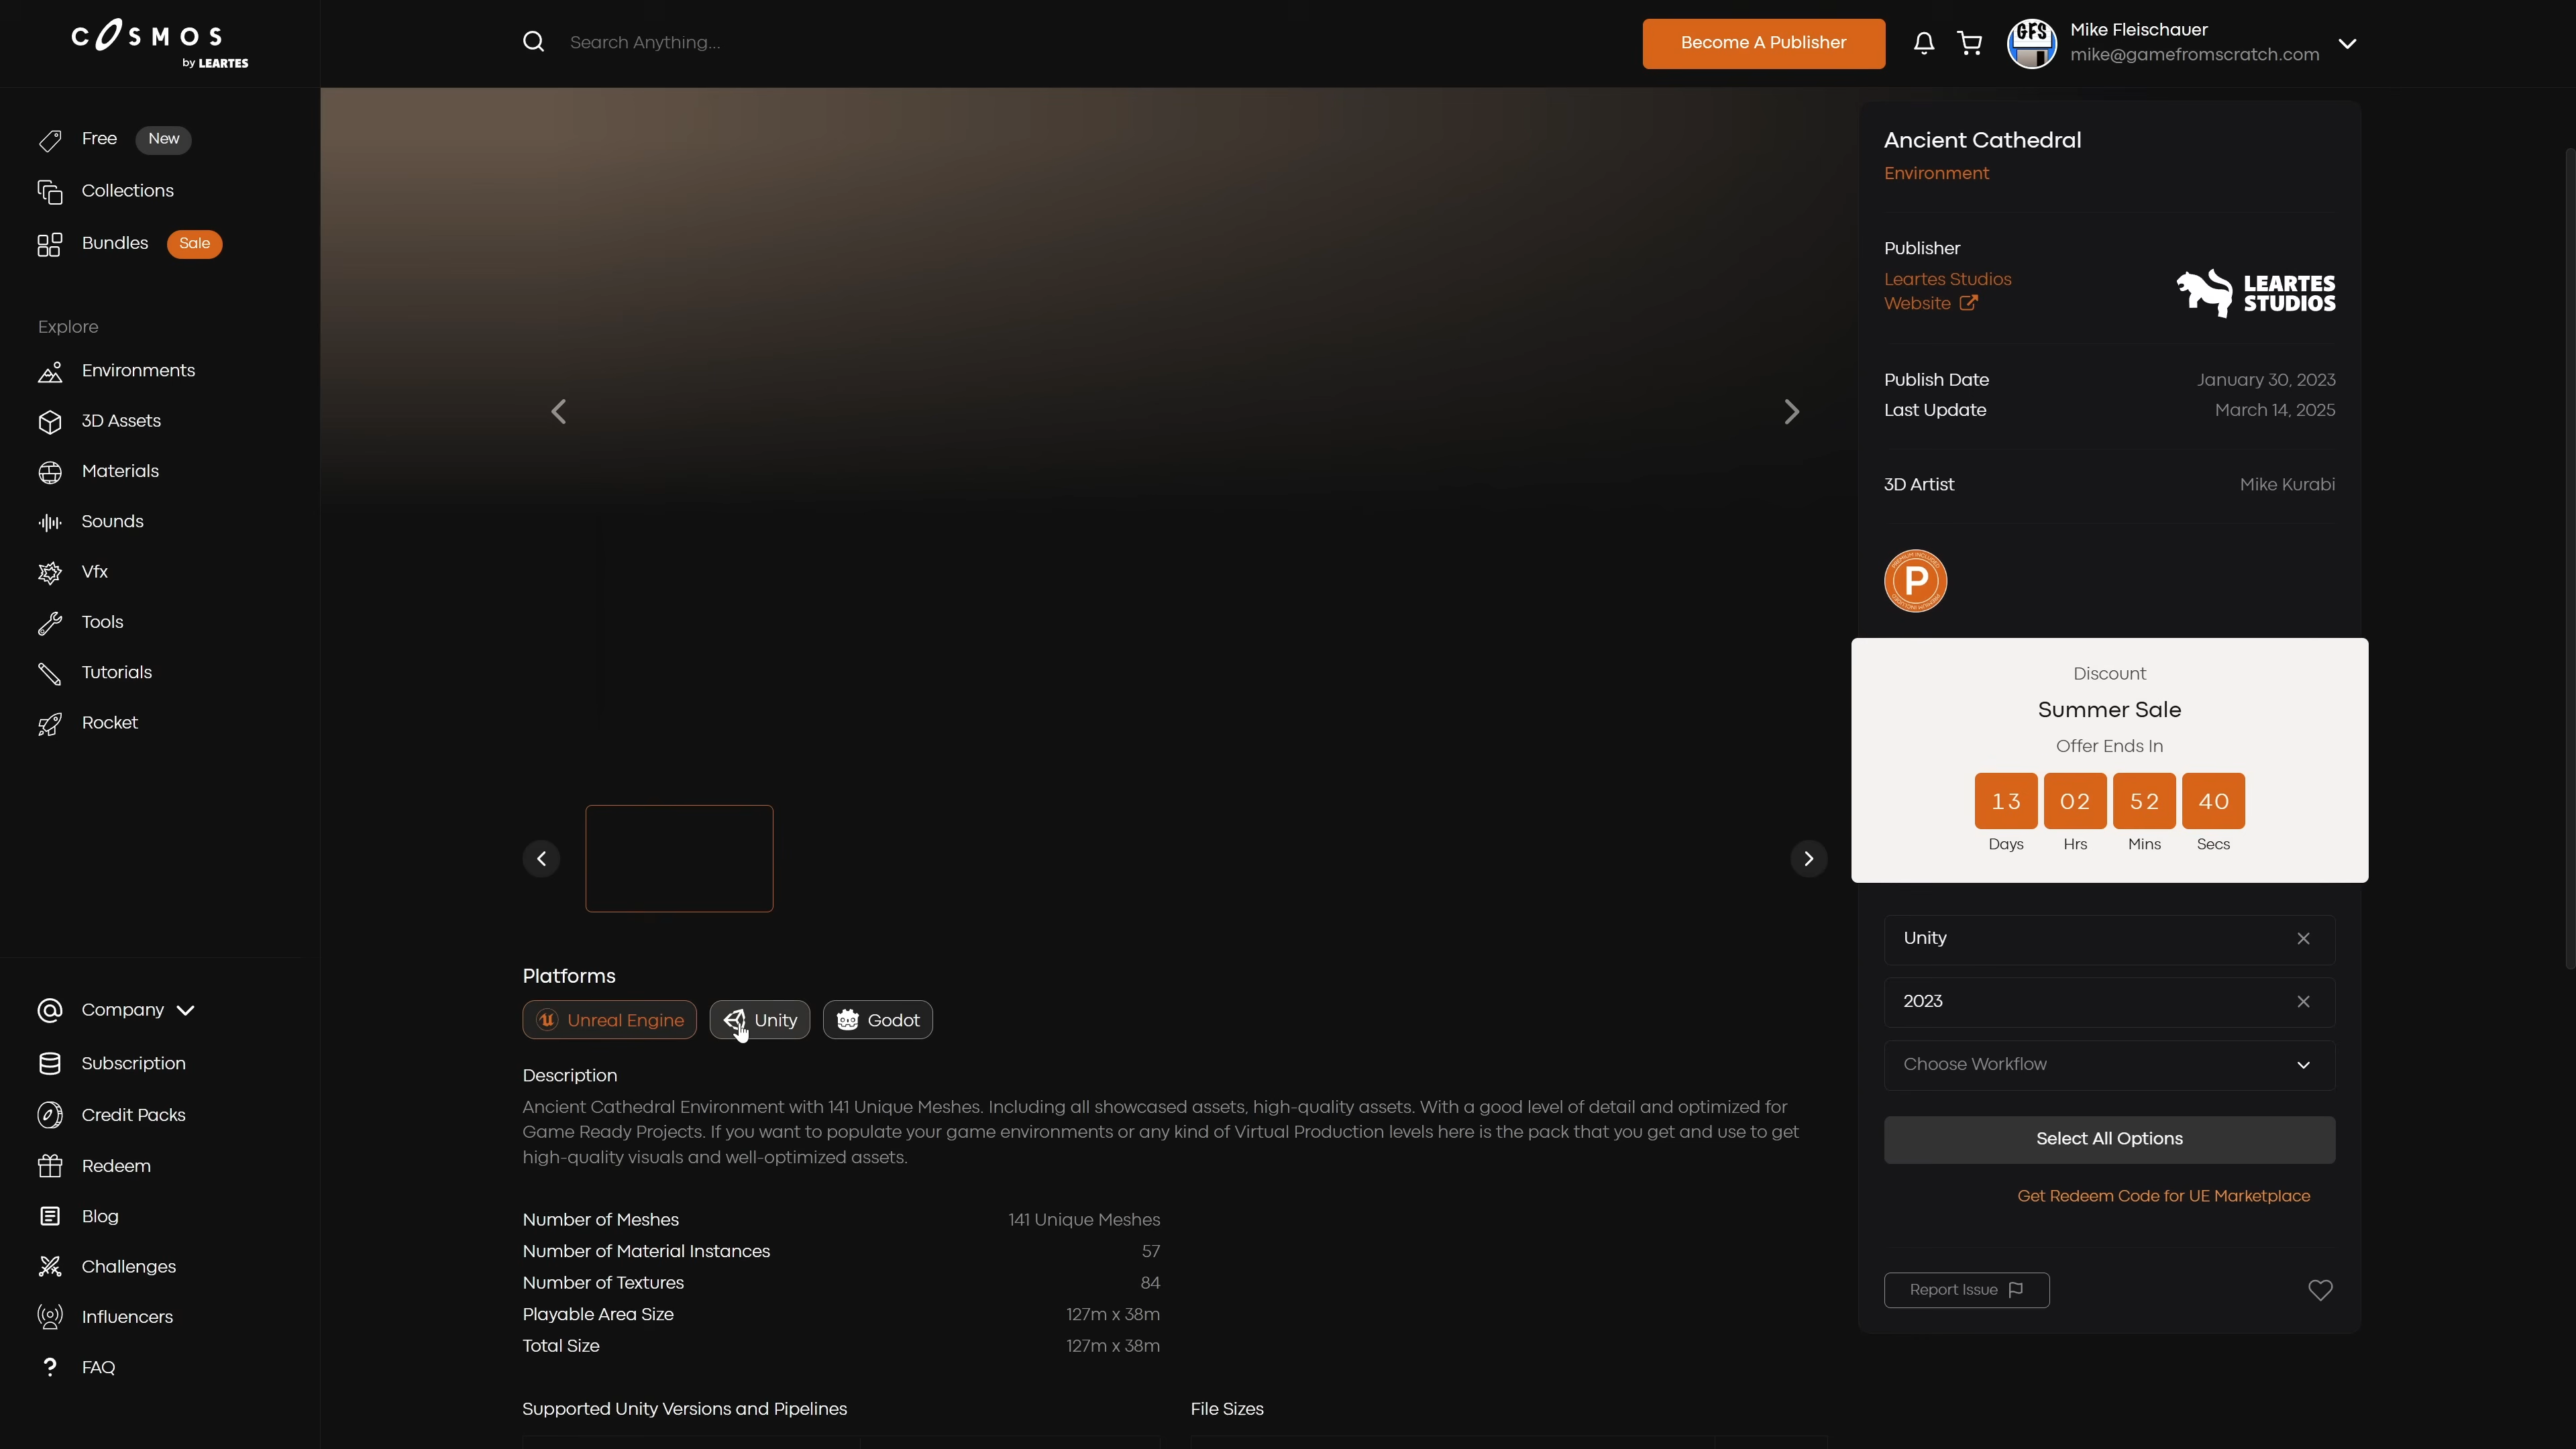 COSMOS
by LEARTES
Search Anything...
Become A Publisher
GFS
Mike Fleischauer
mike@gamefromscratch.com
Free
New
Collections
Bundles
Sale
Explore
Environments
3D Assets
Materials
Sounds
Vfx
Tools
Tutorials
Rocket
Company
Subscription
Credit Packs
Redeem
Blog
Challenges
Influencers
? FAQ
Platforms
Unreal Engine
Unity
Godot
Description
Ancient Cathedral Environment with 141 Unique Meshes. Including all showcased assets, high-quality assets. With a good level of detail and optimized for
Game Ready Projects. If you want to populate your game environments or any kind of Virtual Production levels here is the pack that you get and use to get
high-quality visuals and well-optimized assets.
Number of Meshes 141 Unique Meshes
Number of Material Instances 57
Number of Textures 84
Playable Area Size 127m x 38m
Total Size 127m x 38m
Supported Unity Versions and Pipelines
File Sizes
Ancient Cathedral
Environment
Publisher
Leartes Studios
Website
LEARTES
STUDIOS
Publish Date January 30, 2023
Last Update March 14, 2025
3D Artist Mike Kurabi
P
Discount
Summer Sale
Offer Ends In
13 02 52 40
Days Hrs Mins Secs
Unity
2023
Choose Workflow
Select All Options
Get Redeem Code for UE Marketplace
Report Issue